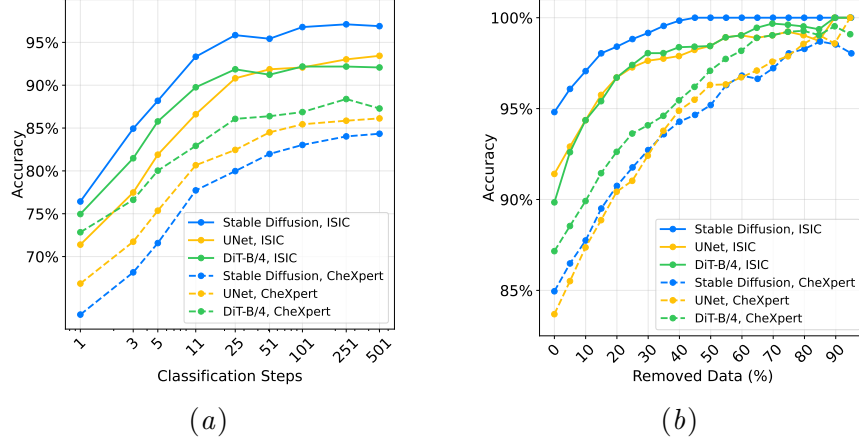 95%
90%
85%
80%
75%
70%
Accuracy
1
3
5
11
25
51
101
251
501
Classification Steps
Stable Diffusion, ISIC
UNet, ISIC
DiT-B/4, ISIC
Stable Diffusion, CheXpert
UNet, CheXpert
DiT-B/4, CheXpert
(a)
100%
95%
90%
85%
Accuracy
0
10
20
30
40
50
60
70
80
90
Removed Data (%)
Stable Diffusion, ISIC
UNet, ISIC
DiT-B/4, ISIC
Stable Diffusion, CheXpert
UNet, CheXpert
DiT-B/4, CheXpert
(b)